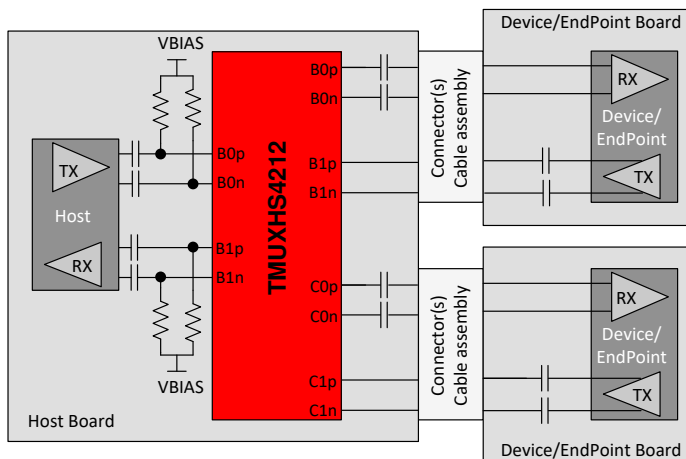 Device/EndPoint Board
VBIAS
B0p
B0n
RX
Device/
EndPoint
TX
Connector(s)
Cable assembly
TX
Host
RX
B0p
B0n
B1p
B1n
TMUXHS4212
B1p
B1n
C0p
C0n
C1p
C1n
VBIAS
Host Board
Connector(s)
Cable assembly
RX
Device/
EndPoint
TX
Device/EndPoint Board